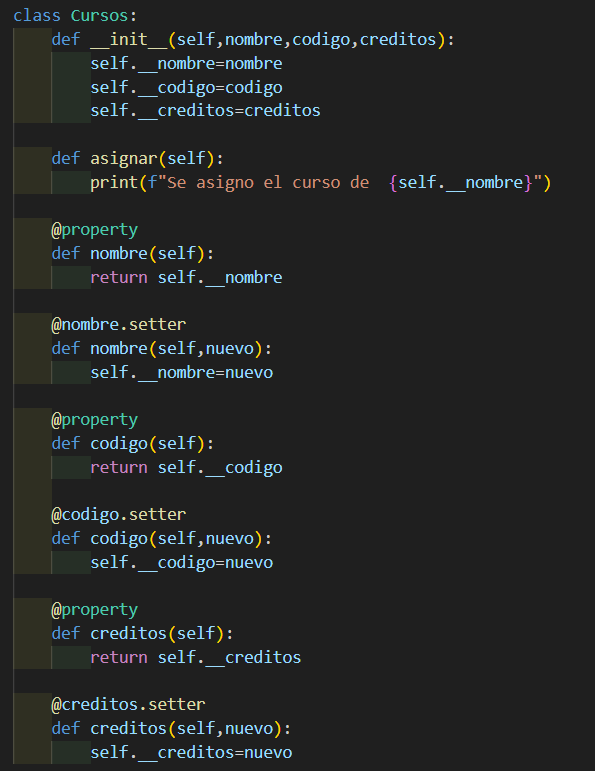 class Cursos:
    def __init__(self,nombre,codigo,creditos):
        self.__nombre=nombre
        self.__codigo=codigo
        self.__creditos=creditos

    def asignar(self):
        print(f"Se asigno el curso de  {self.__nombre}")

    @property
    def nombre(self):
        return self.__nombre

    @nombre.setter
    def nombre(self,nuevo):
        self.__nombre=nuevo

    @property
    def codigo(self):
        return self.__codigo

    @codigo.setter
    def codigo(self,nuevo):
        self.__codigo=nuevo

    @property
    def creditos(self):
        return self.__creditos

    @creditos.setter
    def creditos(self,nuevo):
        self.__creditos=nuevo